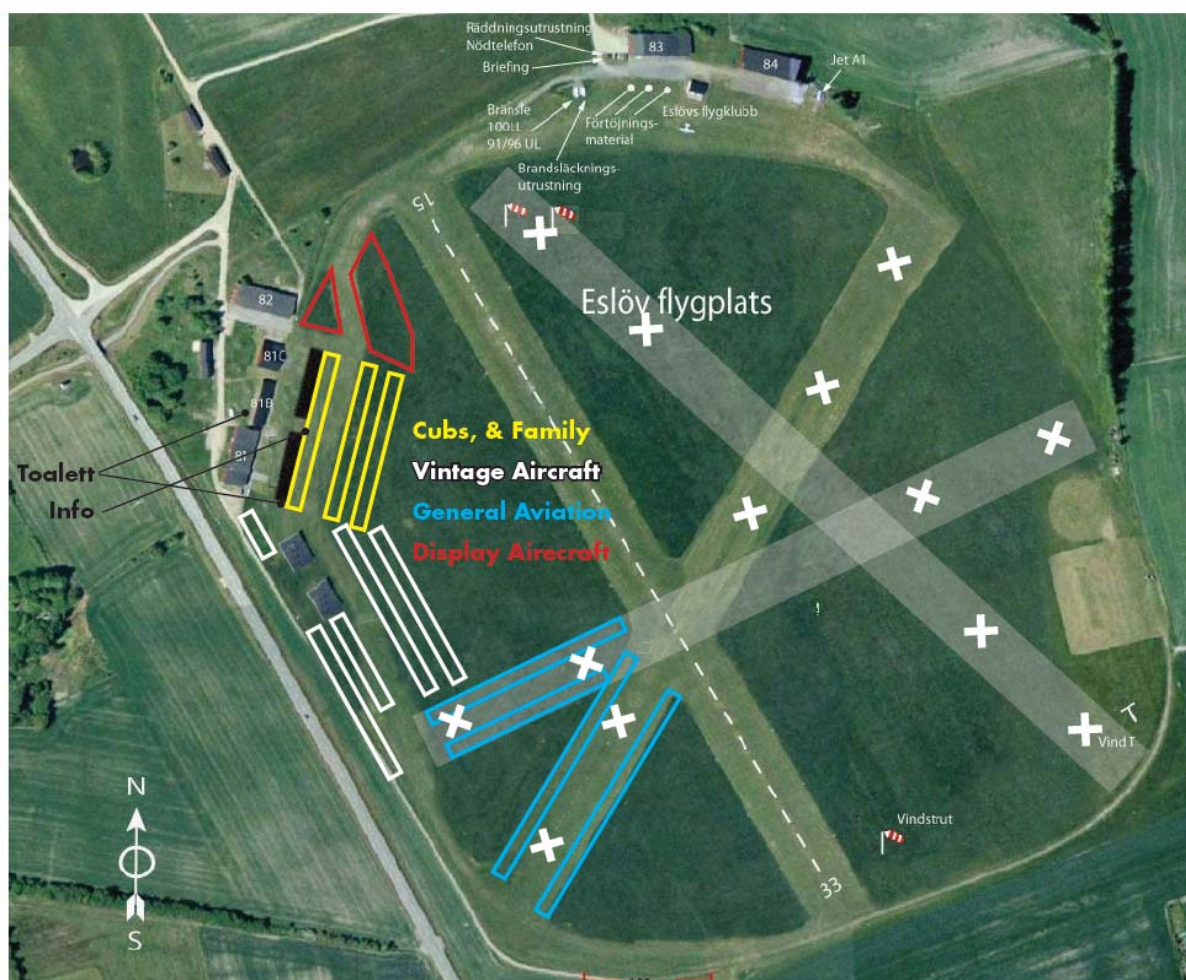 Räddningsutrustning
Nödtelefon
Briefing
83
84
Jet A1
Bränsle
100LL
91/96 UL
Förtöjnings-
material
Eslövs flygklubb
Brandsläcknings-
utrustning
15
82
Eslöv flygplats
81C
81B
81
Toalett
Info
Cubs, & Family
Vintage Aircraft
General Aviation
Display Airecraft
T
Vind T
N
S
Vindstrut
33